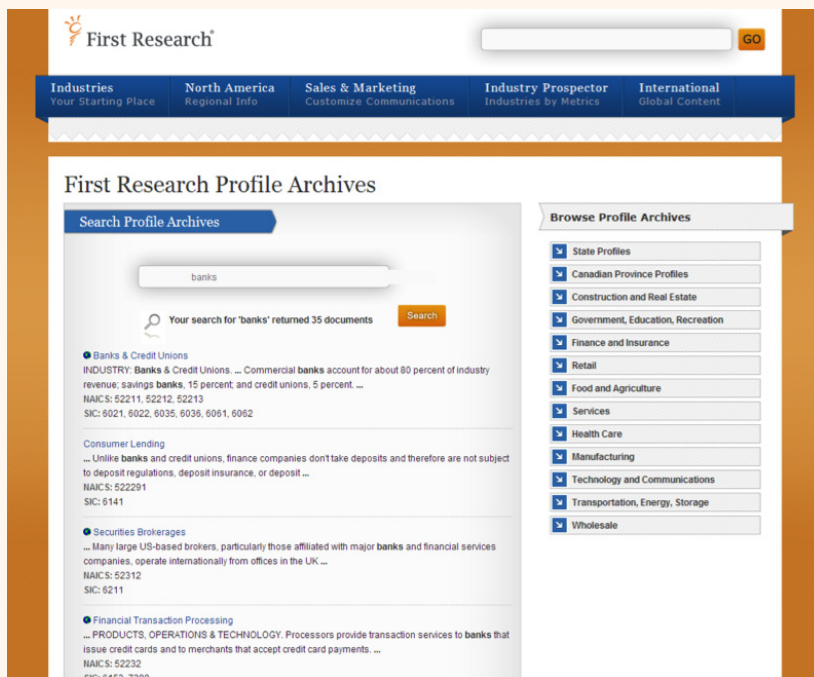 First Research®
GO
Industries
Your Starting Place
North America
Regional Info
Sales & Marketing
Customize Communications
Industry Prospector
Industries by Metrics
International
Global Content
First Research Profile Archives
Search Profile Archives
banks
Your search for 'banks' returned 35 documents
Search
Banks & Credit Unions
INDUSTRY: Banks & Credit Unions. ... Commercial banks account for about 80 percent of industry
revenue; savings banks, 15 percent; and credit unions, 5 percent. ...
NAICS: 52211, 52212, 52213
SIC: 6021, 6022, 6035, 6036, 6061, 6062
Consumer Lending
... Unlike banks and credit unions, finance companies don't take deposits and therefore are not subject
to deposit regulations, deposit insurance, or deposit ...
NAICS: 522291
SIC: 6141
Securities Brokerages
... Many large US-based brokers, particularly those affiliated with major banks and financial services
companies, operate internationally from offices in the UK ...
NAICS: 52312
SIC: 6211
Financial Transaction Processing
... PRODUCTS, OPERATIONS & TECHNOLOGY. Processors provide transaction services to banks that
issue credit cards and to merchants that accept credit card payments. ...
NAICS: 52232
Browse Profile Archives
State Profiles
Canadian Province Profiles
Construction and Real Estate
Government, Education, Recreation
Finance and Insurance
Retail
Food and Agriculture
Services
Health Care
Manufacturing
Technology and Communications
Transportation, Energy, Storage
Wholesale